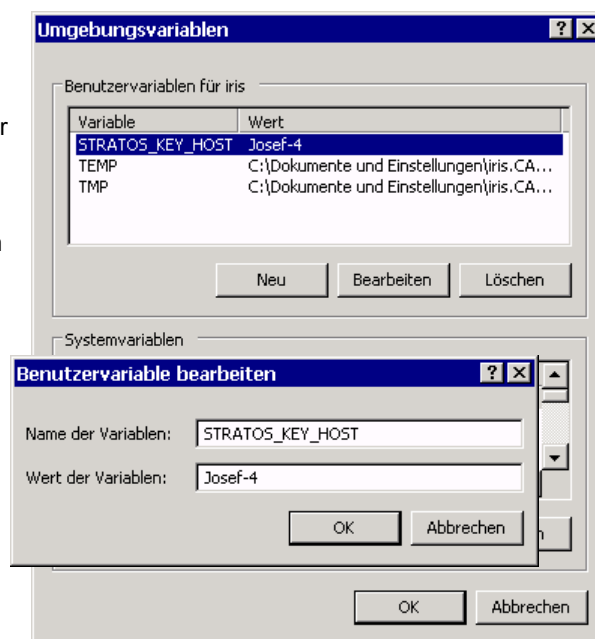 Umgebungsvariablen
Benutzervariablen für iris
Variable Wert
STRATOS_KEY_HOST Josef-4
TEMP C:\Dokumente und Einstellungen\iris.CA...
TMP C:\Dokumente und Einstellungen\iris.CA...
Neu Bearbeiten Löschen
Systemvariablen
Benutzervariable bearbeiten
Name der Variablen: STRATOS_KEY_HOST
Wert der Variablen: Josef-4
OK Abbrechen
OK Abbrechen